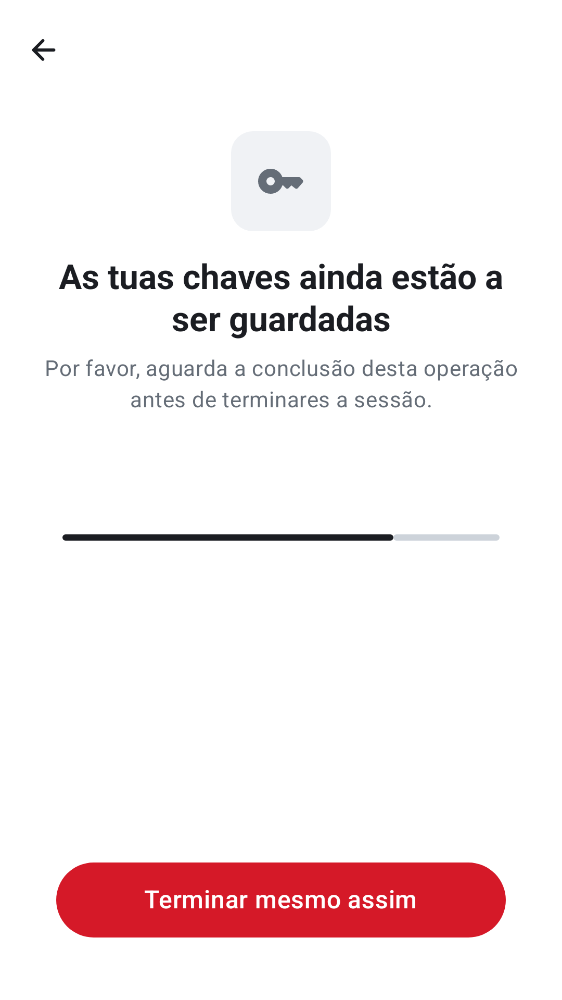 As tuas chaves ainda estão a
ser guardadas
Por favor, aguarda a conclusão desta operação
antes de terminares a sessão.
Terminar mesmo assim